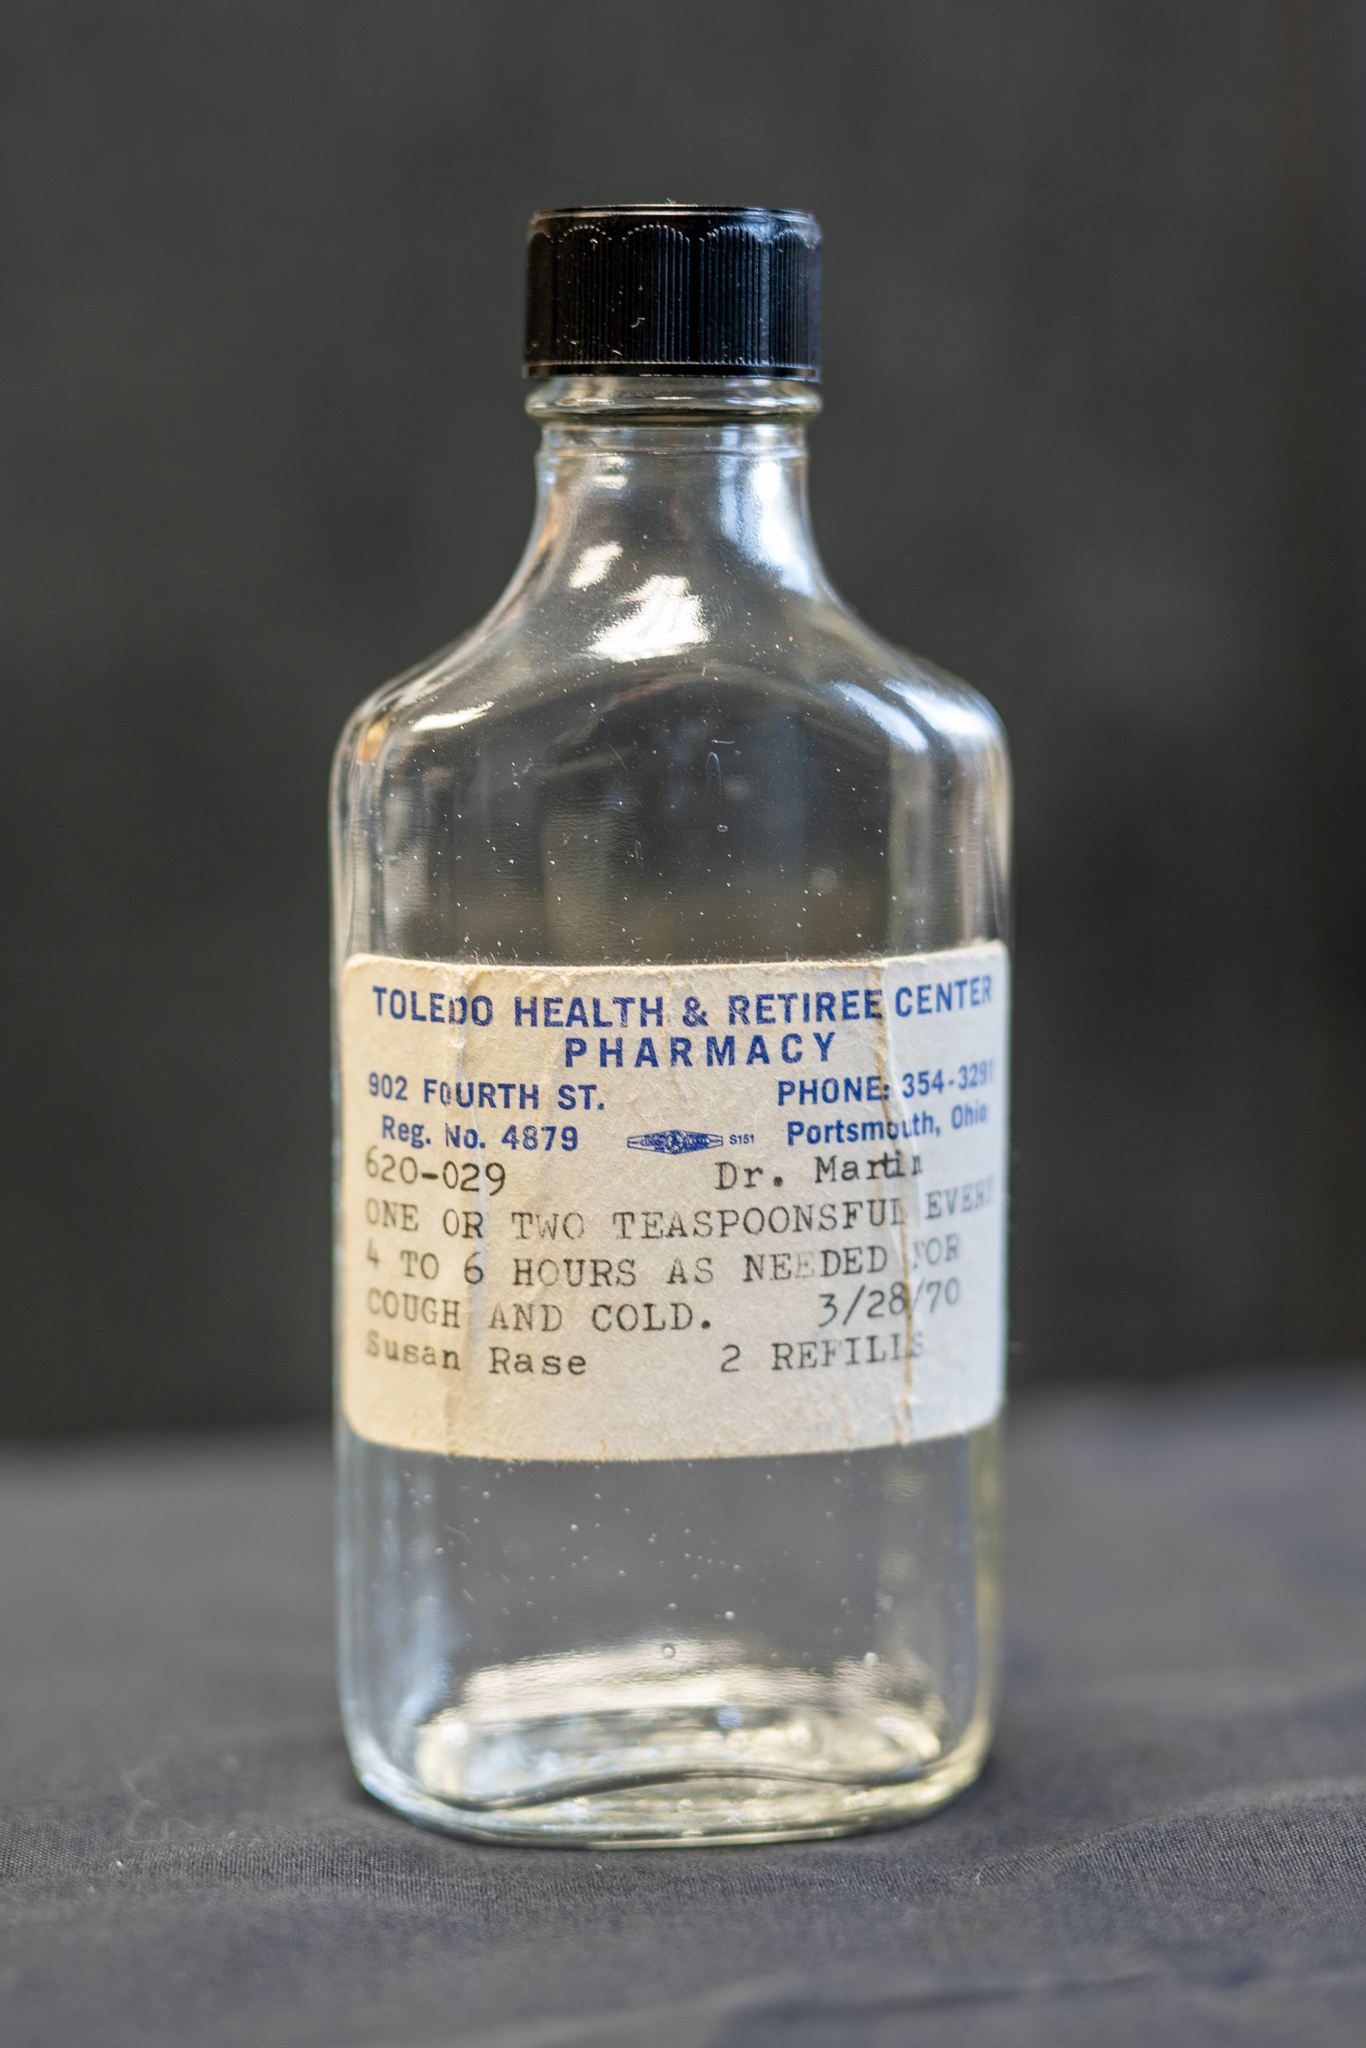 TOLEDO HEALTH & RETIREE CENTER
PHARMACY
902 FOURTH ST. PHONE: 354-3291
Reg. No. 4879 S151 Portsmouth, Ohio
620-029 Dr. Martin
ONE OR TWO TEASPOONSFUL EVERY
4 TO 6 HOURS AS NEEDED FOR
COUGH AND COLD. 3/28/70
Susan Rase 2 REFILLS